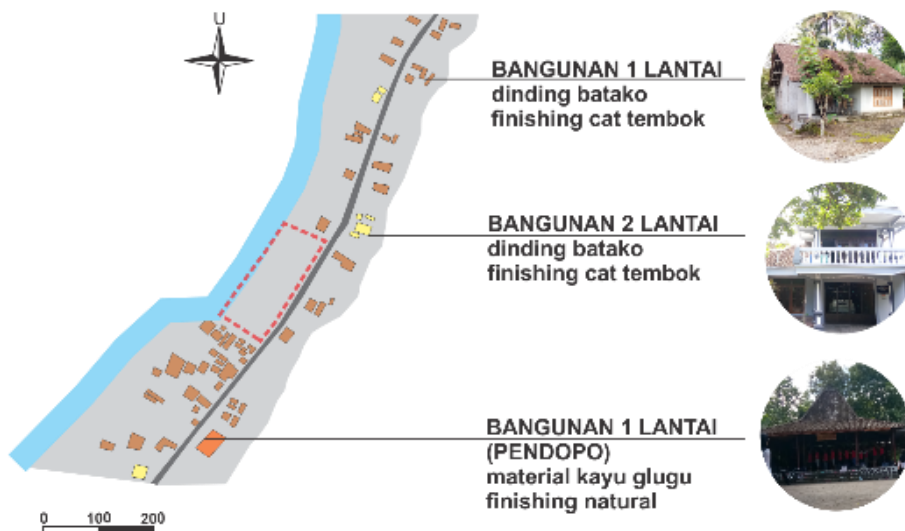 U
BANGUNAN 1 LANTAI
dinding batako
finishing cat tembok
BANGUNAN 2 LANTAI
dinding batako
finishing cat tembok
BANGUNAN 1 LANTAI
(PENDOPO)
material kayu glugu
finishing natural
0 100 200